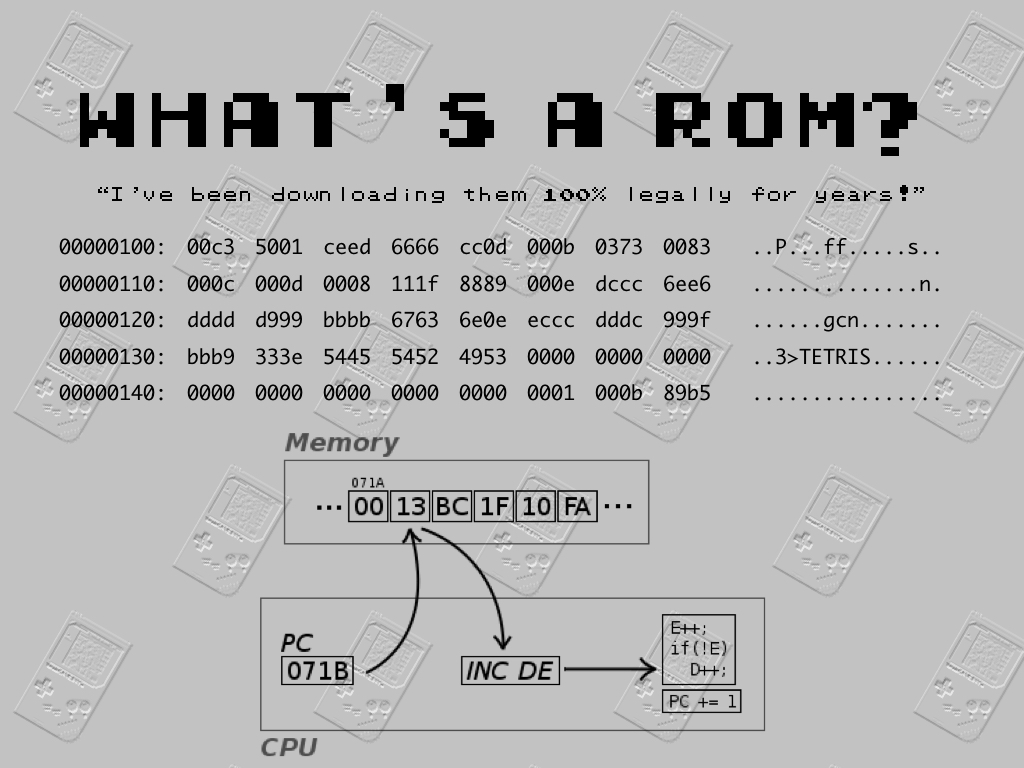 WHAT'S A ROM?
“I've been downloading them 100% legally for years!”
00000100: 00c3 5001 ceed 6666 cc0d 000b 0373 0083 ..P...ff.....s..
00000110: 000c 000d 0008 111f 8889 000e dccc 6ee6 ..............n.
00000120: dddd d999 bbbb 6763 6e0e eccc dddc 999f ......gcn.......
00000130: bbb9 333e 5445 5452 4953 0000 0000 0000 ..3>TETRIS......
00000140: 0000 0000 0000 0000 0000 0001 000b 89b5 ................
Memory
071A
... 00 13 BC 1F 10 FA ...
PC
071B
INC DE
E++;
if(!E)
D++;
PC += 1
CPU